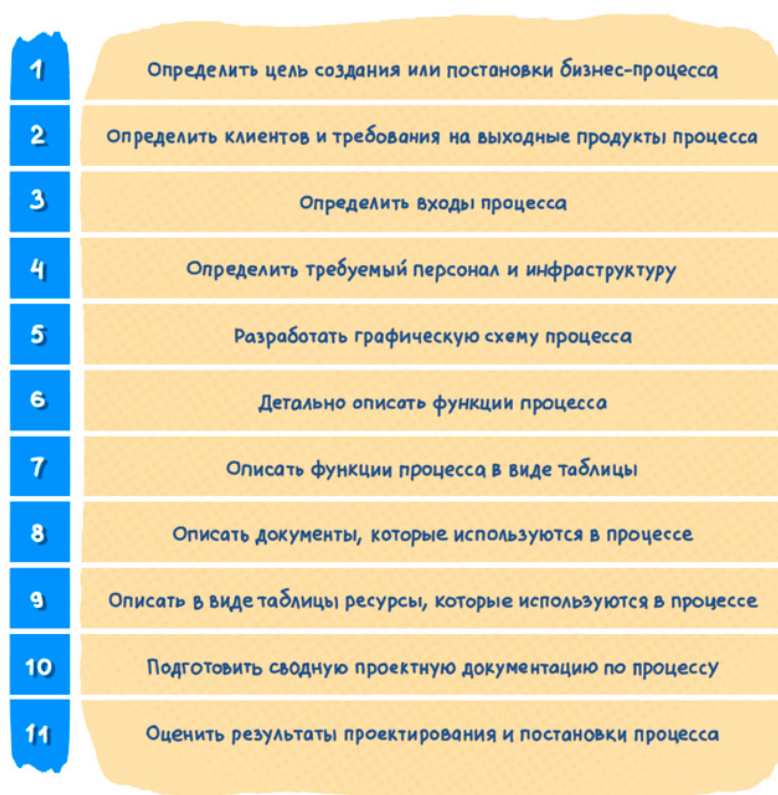 1 Определить цель создания или постановки бизнес-процесса
2 Определить клиентов и требования на выходные продукты процесса
3 Определить входы процесса
4 Определить требуемый персонал и инфраструктуру
5 Разработать графическую схему процесса
6 Детально описать функции процесса
7 Описать функции процесса в виде таблицы
8 Описать документы, которые используются в процессе
9 Описать в виде таблицы ресурсы, которые используются в процессе
10 Подготовить сводную проектную документацию по процессу
11 Оценить результаты проектирования и постановки процесса